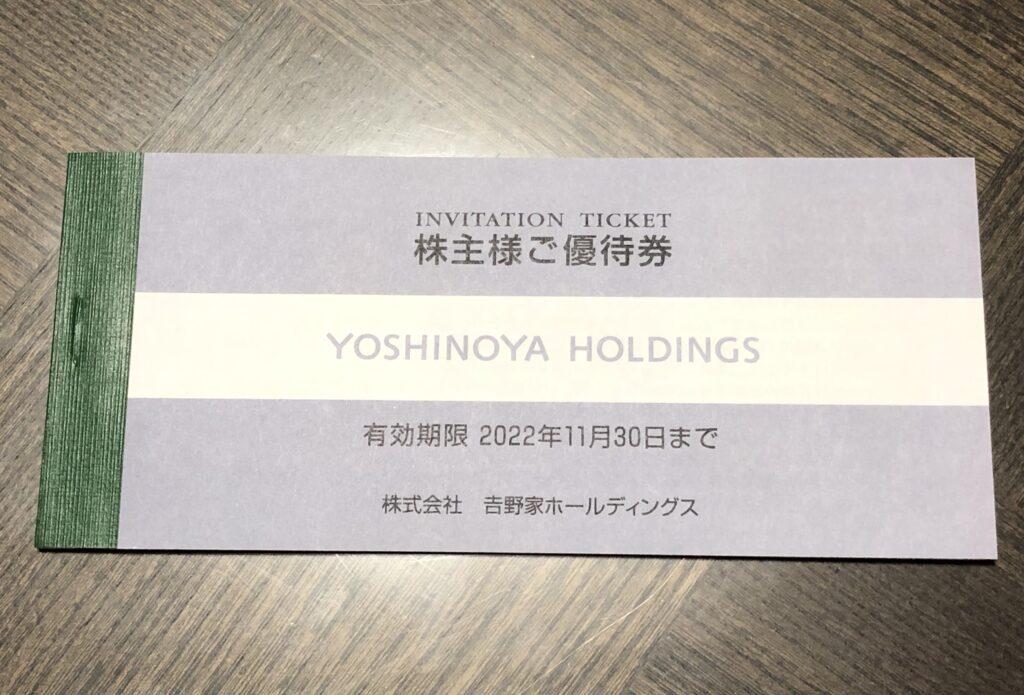 INVITATION TICKET
株主様ご優待券
YOSHINOYA HOLDINGS
有効期限 2022年11月30日まで
株式会社 𠮷野家ホールディングス